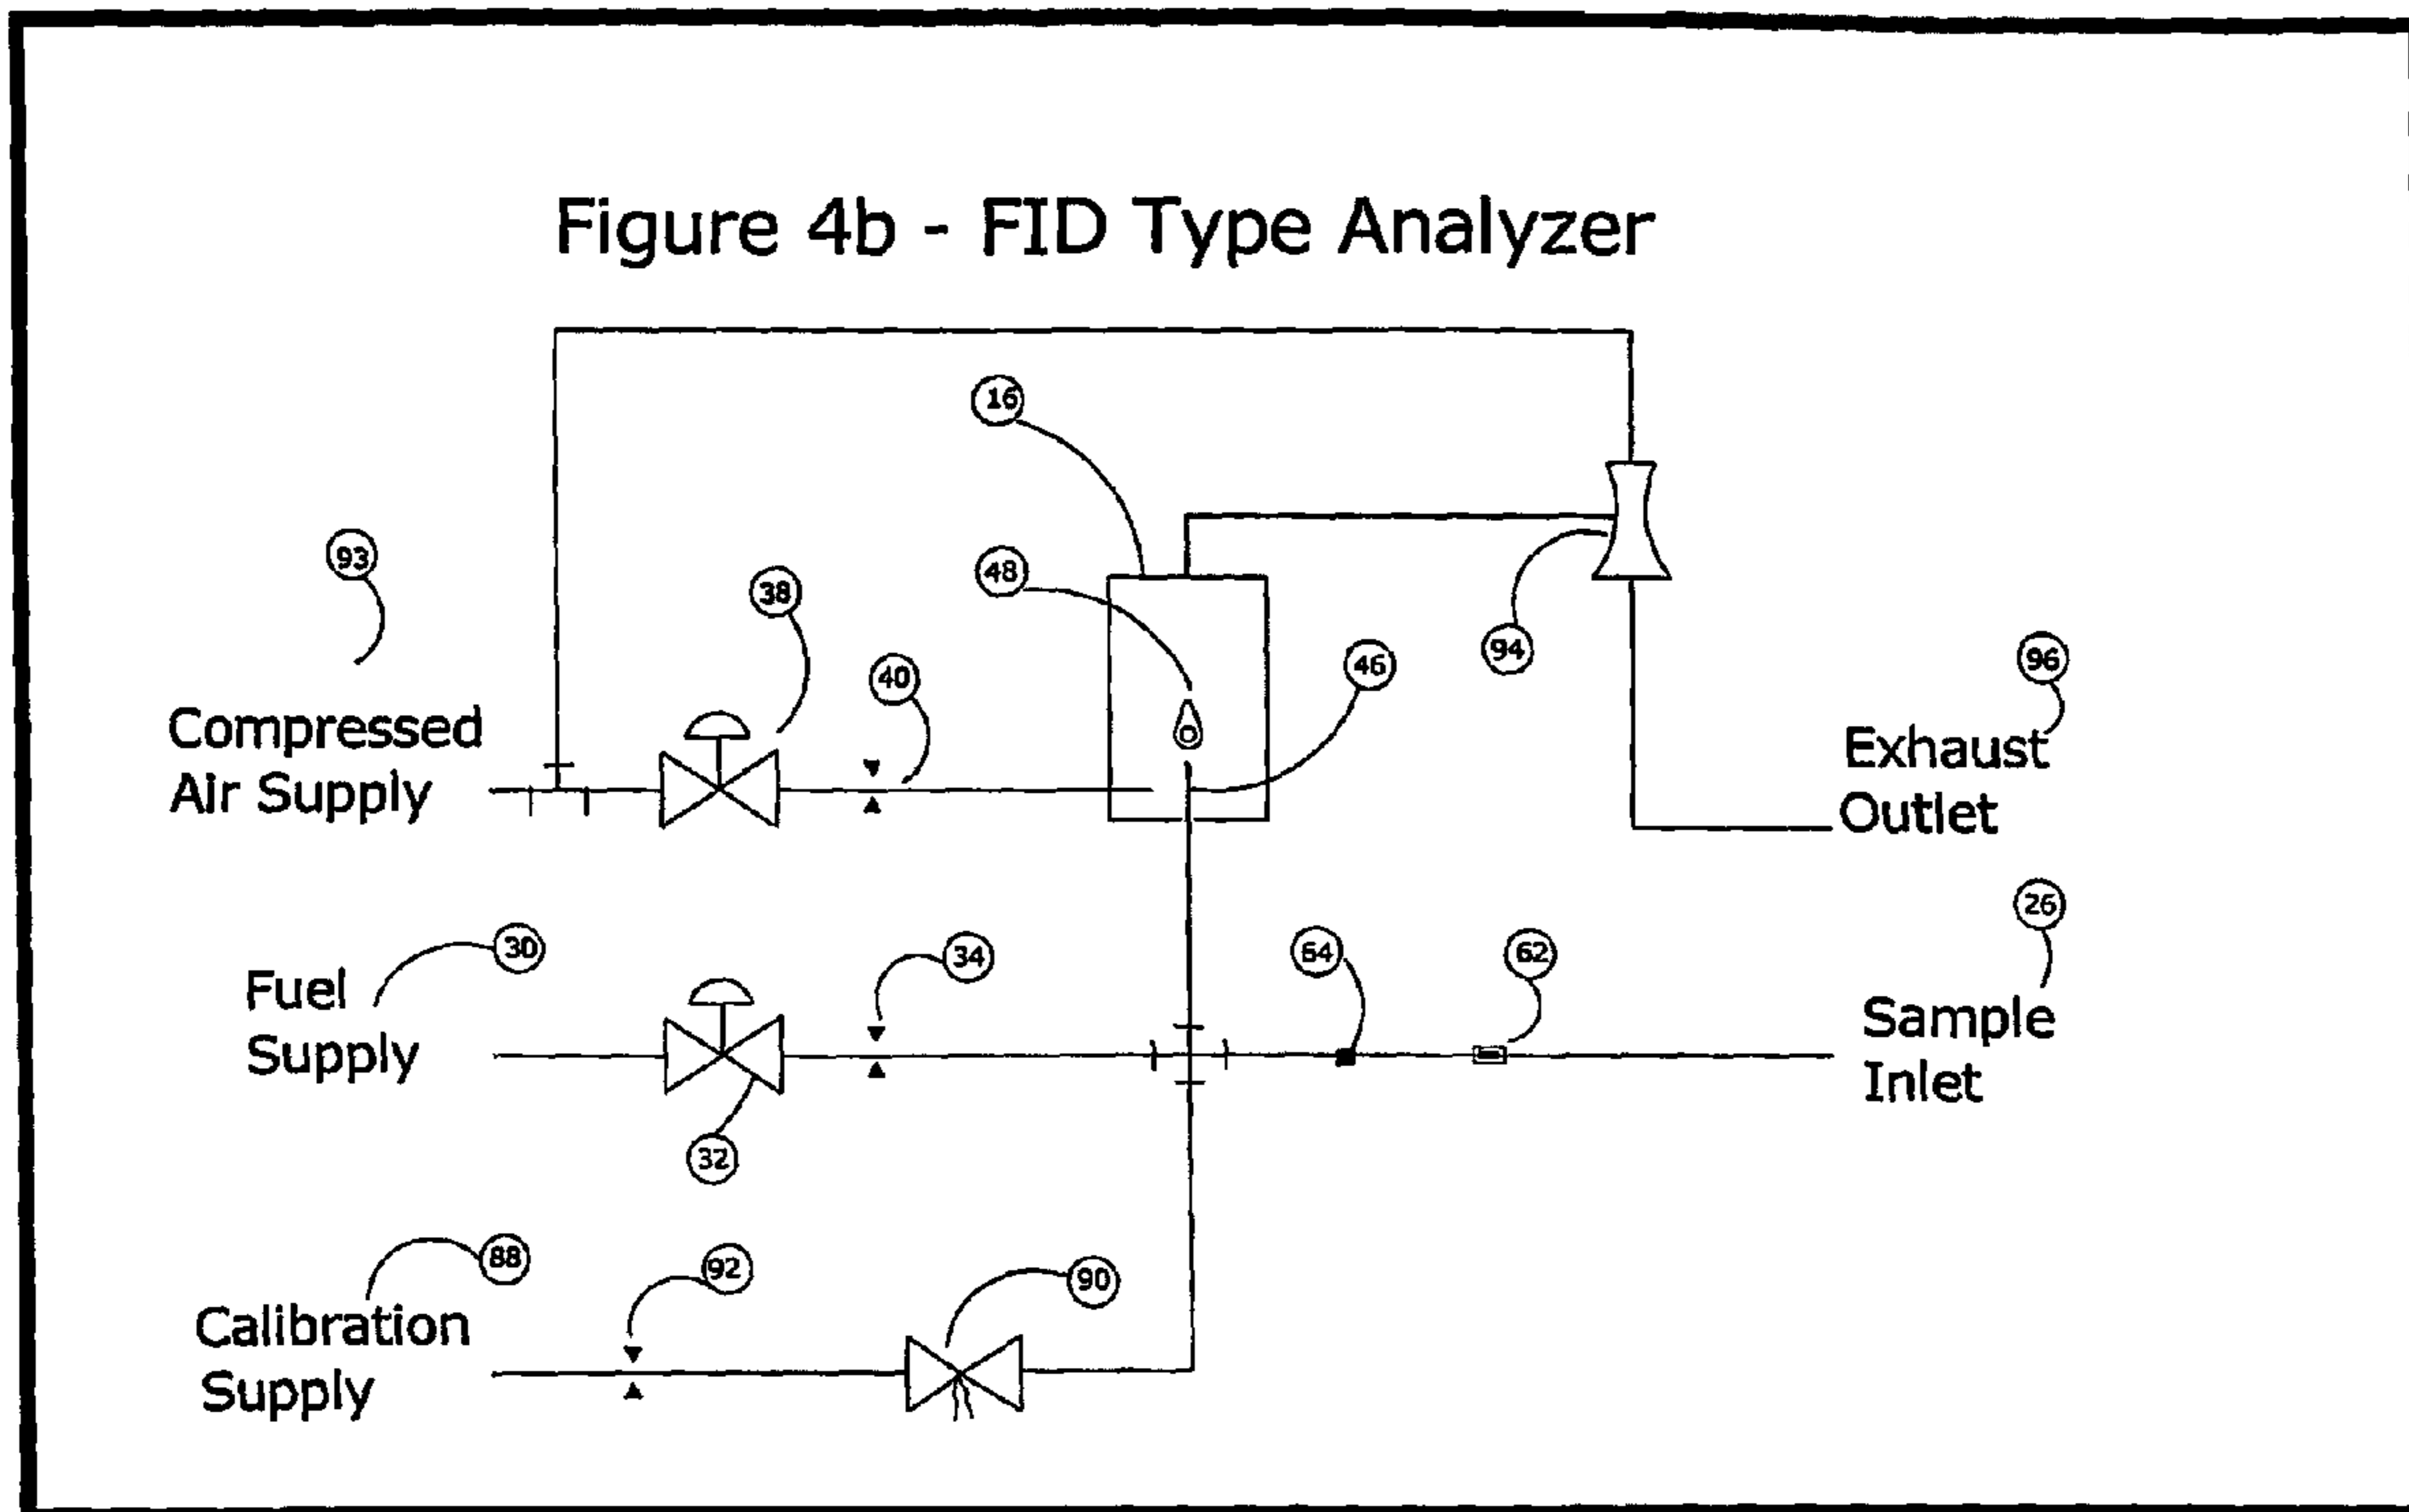 Figure 4b - FID Type Analyzer
16
93
38
48
40
46
94
96
Compressed
Air Supply
Exhaust
Outlet
30
34
64
62
26
Fuel
Supply
Sample
Inlet
32
88
92
90
Calibration
Supply